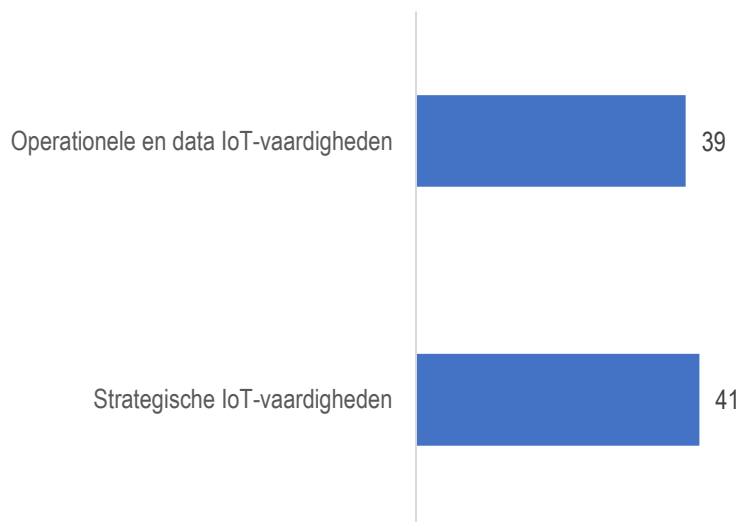 Operationele en data IoT-vaardigheden 39
Strategische IoT-vaardigheden 41